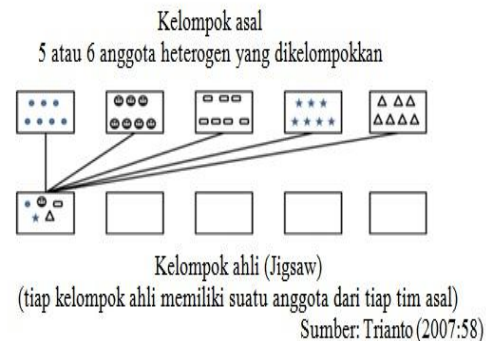 Kelompok asal
5 atau 6 anggota heterogen yang dikelompokkan
Kelompok ahli (Jigsaw)
(tiap kelompok ahli memiliki suatu anggota dari tiap tim asal)
Sumber: Trianto (2007:58)